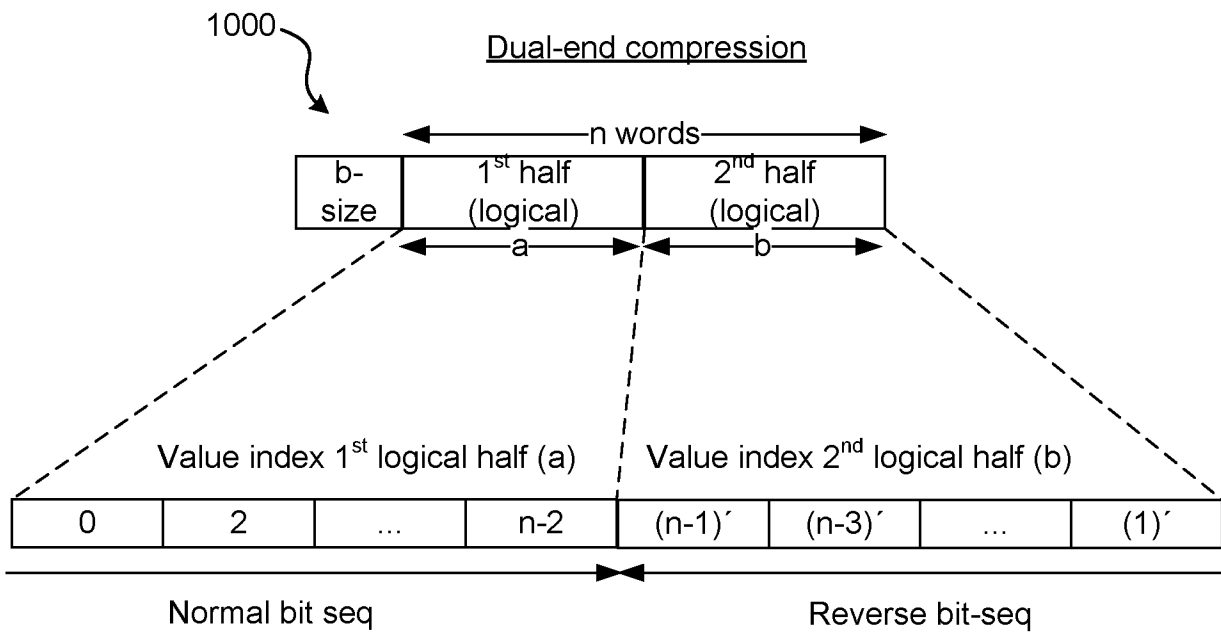 1000
Dual-end compression
n words
b-
size
1st half
(logical)
2nd half
(logical)
a
b
Value index 1st logical half (a)
Value index 2nd logical half (b)
0 2 ... n-2 (n-1)´ (n-3)´ ... (1)´
Normal bit seq
Reverse bit-seq